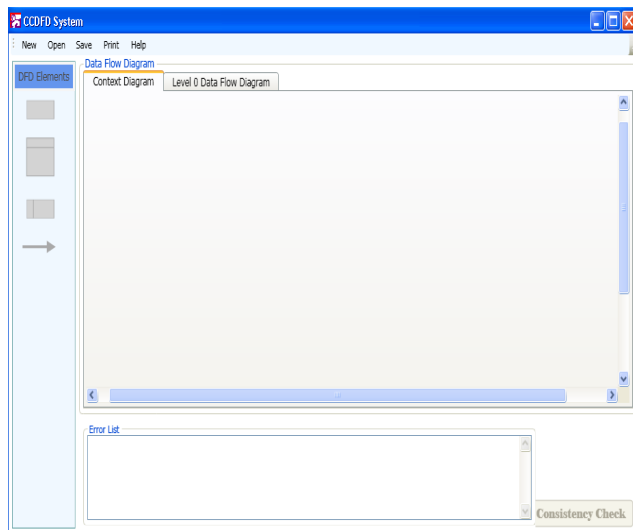 CCDFD System
New Open Save Print Help
DFD Elements
Data Flow Diagram
Context Diagram Level 0 Data Flow Diagram
Error List
Consistency Check